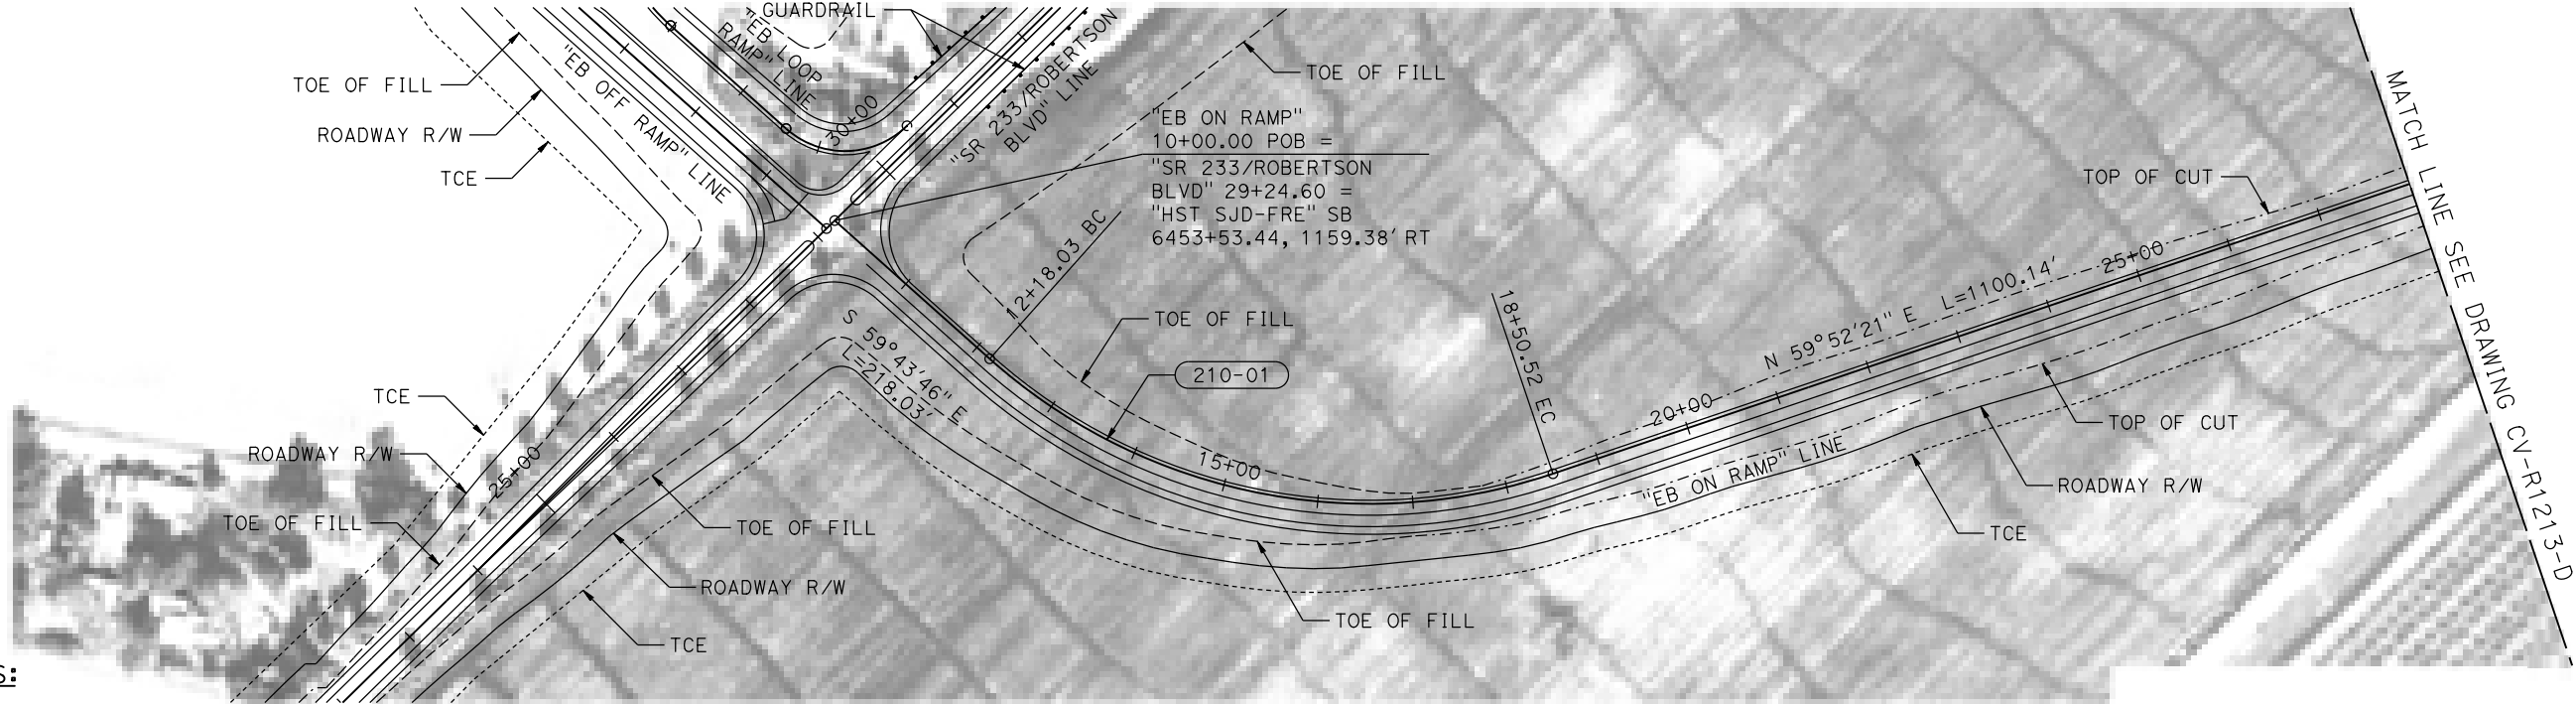 GUARDRAIL
"EB LOOP
RAMP" LINE
TOE OF FILL
ROADWAY R/W
TCE
"EB OFF RAMP" LINE
30+00
"SR 233/ROBERTSON
BLVD" LINE
TOE OF FILL
"EB ON RAMP"
10+00.00 POB =
"SR 233/ROBERTSON
BLVD" 29+24.60 =
"HST SJD-FRE" SB
6453+53.44, 1159.38' RT
TOP OF CUT
MATCH LINE SEE DRAWING CV-R1213-D
12+18.03 BC
TOE OF FILL
210-01
S 59°43'46" E
L=218.03'
18+50.52 EC
N 59°52'21" E L=1100.14'
25+00
20+00
15+00
TOP OF CUT
ROADWAY R/W
"EB ON RAMP" LINE
TCE
TOE OF FILL
TCE
ROADWAY R/W
25+00
TOE OF FILL
TOE OF FILL
ROADWAY R/W
TCE
S: